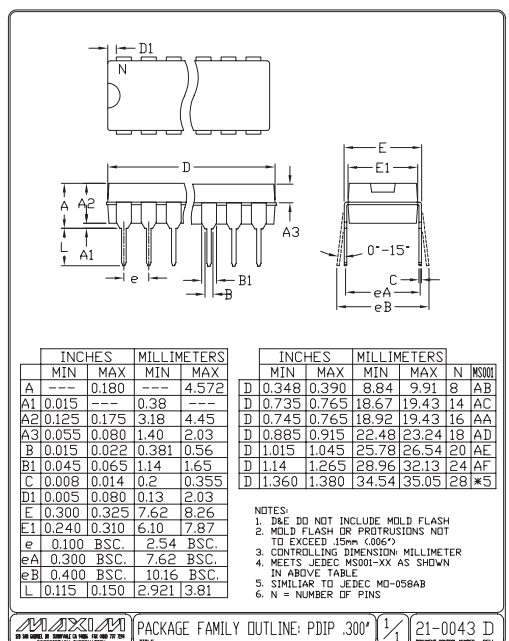 D1
N
D
E
E1
A
A2
A3
L
A1
0°-15°
e
B1
B
C
eA
eB
INCHES MILLIMETERS
MIN MAX MIN MAX
A --- 0.180 --- 4.572
A1 0.015 --- 0.38 ---
A2 0.125 0.175 3.18 4.45
A3 0.055 0.080 1.40 2.03
B 0.015 0.022 0.381 0.56
B1 0.045 0.065 1.14 1.65
C 0.008 0.014 0.2 0.355
D1 0.005 0.080 0.13 2.03
E 0.300 0.325 7.62 8.26
E1 0.240 0.310 6.10 7.87
e 0.100 BSC. 2.54 BSC.
eA 0.300 BSC. 7.62 BSC.
eB 0.400 BSC. 10.16 BSC.
L 0.115 0.150 2.921 3.81
INCHES MILLIMETERS
MIN MAX MIN MAX N MS001
D 0.348 0.390 8.84 9.91 8 AB
D 0.735 0.765 18.67 19.43 14 AC
D 0.745 0.765 18.92 19.43 16 AA
D 0.885 0.915 22.48 23.24 18 AD
D 1.015 1.045 25.78 26.54 20 AE
D 1.14 1.265 28.96 32.13 24 AF
D 1.360 1.380 34.54 35.05 28 *5
NOTES:
1. D&E DO NOT INCLUDE MOLD FLASH
2. MOLD FLASH OR PROTRUSIONS NOT
TO EXCEED .15mm (.006")
3. CONTROLLING DIMENSION: MILLIMETER
4. MEETS JEDEC MS001-XX AS SHOWN
IN ABOVE TABLE
5. SIMILIAR TO JEDEC MO-058AB
6. N = NUMBER OF PINS
MAXIM
PACKAGE FAMILY OUTLINE: PDIP .300"
1/1
21-0043 D